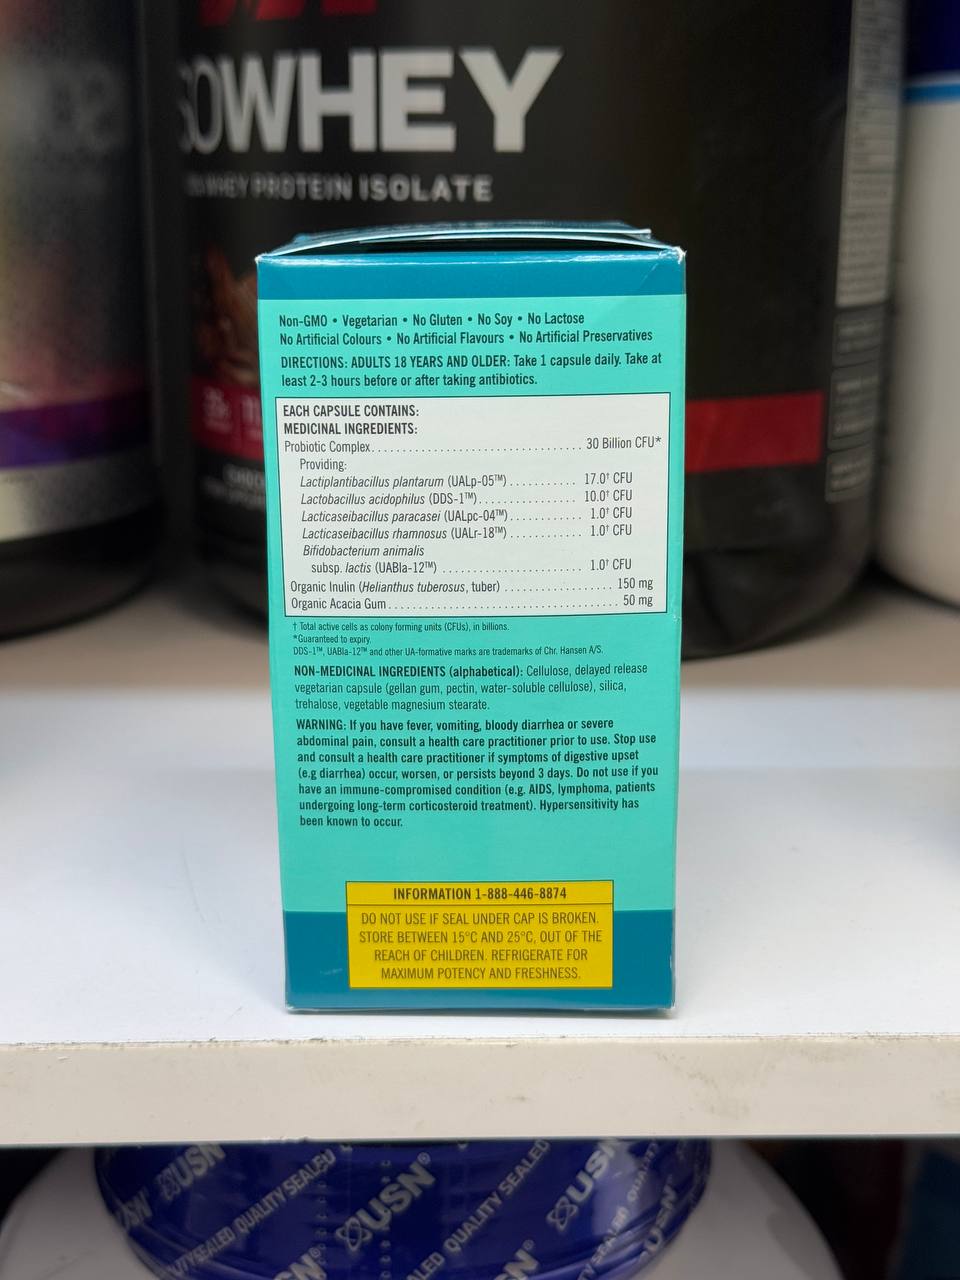 WHEY
WHEY PROTEIN ISOLATE
Non-GMO • Vegetarian • No Gluten • No Soy • No Lactose
No Artificial Colours • No Artificial Flavours • No Artificial Preservatives
DIRECTIONS: ADULTS 18 YEARS AND OLDER: Take 1 capsule daily. Take at
least 2-3 hours before or after taking antibiotics.
EACH CAPSULE CONTAINS:
MEDICINAL INGREDIENTS:
Probiotic Complex. . . . . . . . . . . . . . . . . . . . . . . . . . . . . . . 30 Billion CFU*
Providing:
Lactiplantibacillus plantarum (UALp-05™) . . . . . . . . . . . 17.0† CFU
Lactobacillus acidophilus (DDS-1™). . . . . . . . . . . . . . . . 10.0† CFU
Lacticaseibacillus paracasei (UALpc-04™) . . . . . . . . . . . . 1.0† CFU
Lacticaseibacillus rhamnosus (UALr-18™) . . . . . . . . . . . . 1.0† CFU
Bifidobacterium animalis
subsp. lactis (UABla-12™) . . . . . . . . . . . . . . . . . . . . . . . 1.0† CFU
Organic Inulin (Helianthus tuberosus, tuber) . . . . . . . . . . . . . . . . . 150 mg
Organic Acacia Gum . . . . . . . . . . . . . . . . . . . . . . . . . . . . . . . . . . . . 50 mg
† Total active cells as colony forming units (CFUs), in billions.
*Guaranteed to expiry.
DDS-1™, UABla-12™ and other UA-formative marks are trademarks of Chr. Hansen A/S.
NON-MEDICINAL INGREDIENTS (alphabetical): Cellulose, delayed release
vegetarian capsule (gellan gum, pectin, water-soluble cellulose), silica,
trehalose, vegetable magnesium stearate.
WARNING: If you have fever, vomiting, bloody diarrhea or severe
abdominal pain, consult a health care practitioner prior to use. Stop use
and consult a health care practitioner if symptoms of digestive upset
(e.g diarrhea) occur, worsen, or persists beyond 3 days. Do not use if you
have an immune-compromised condition (e.g. AIDS, lymphoma, patients
undergoing long-term corticosteroid treatment). Hypersensitivity has
been known to occur.
INFORMATION 1-888-446-8874
DO NOT USE IF SEAL UNDER CAP IS BROKEN.
STORE BETWEEN 15°C AND 25°C, OUT OF THE
REACH OF CHILDREN. REFRIGERATE FOR
MAXIMUM POTENCY AND FRESHNESS.
USN QUALITY SEALED
USN® QUALITY SEALED
USN